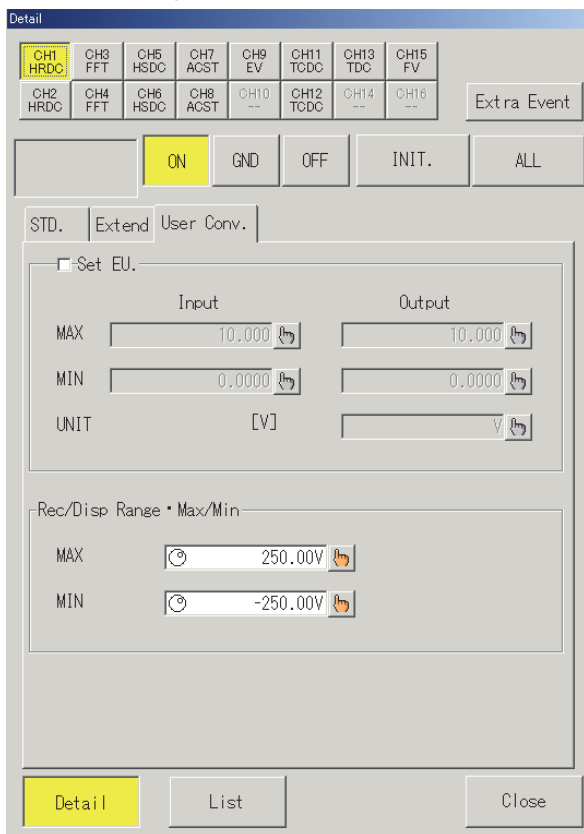 Detail
CH1 CH3 CH5 CH7 CH9 CH11 CH13 CH15
HRDC FFT HSDC ACST EV TCDC TDC FV
CH2 CH4 CH6 CH8 CH10 CH12 CH14 CH16
HRDC FFT HSDC ACST -- TCDC -- --
Extra Event
ON GND OFF INIT. ALL
STD. Extend User Conv.
Set EU.
Input Output
MAX 10.000 10.000
MIN 0.0000 0.0000
UNIT [V] V
Rec/Disp Range・Max/Min
MAX 250.00V
MIN -250.00V
Detail List Close